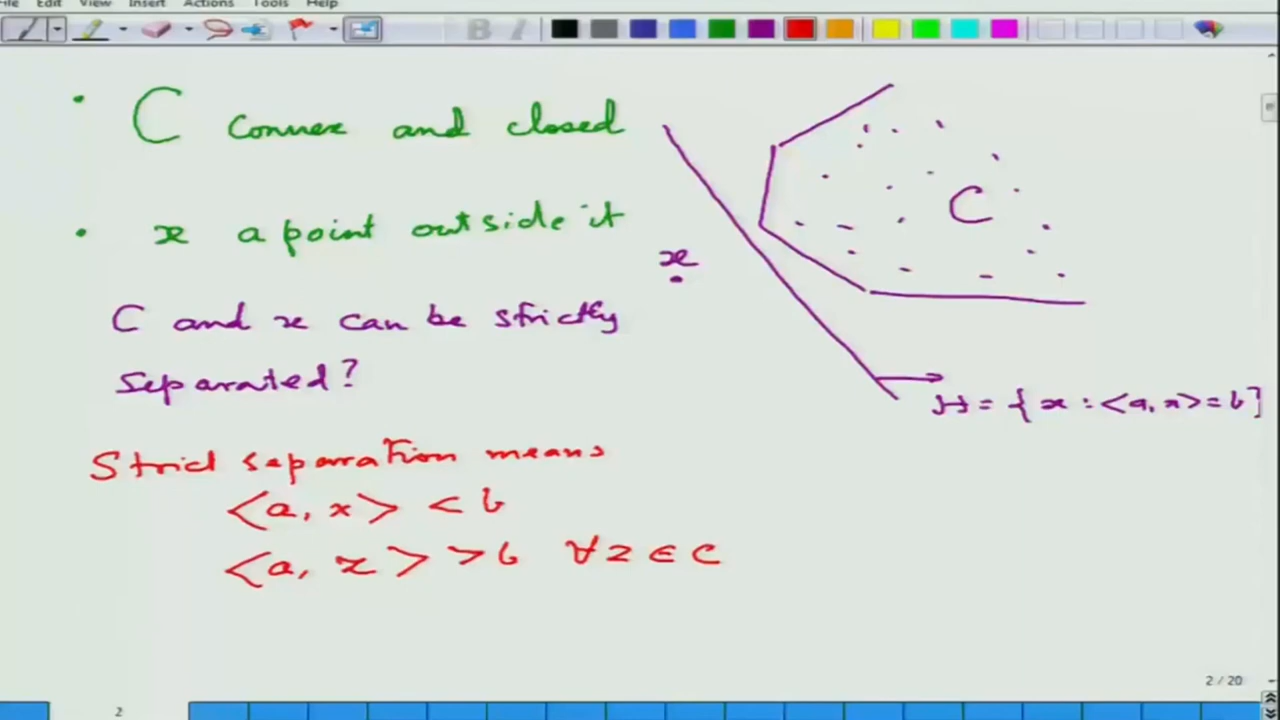 File Edit View Insert Actions Tools Help
• C convex and closed
• x a point outside it
C and x can be strictly
separated?
Strict separation means
<a, x> < b
<a, z> > b ∀ z ∈ C
C
x
H = {x : <a, x> = b}
2 / 20
2